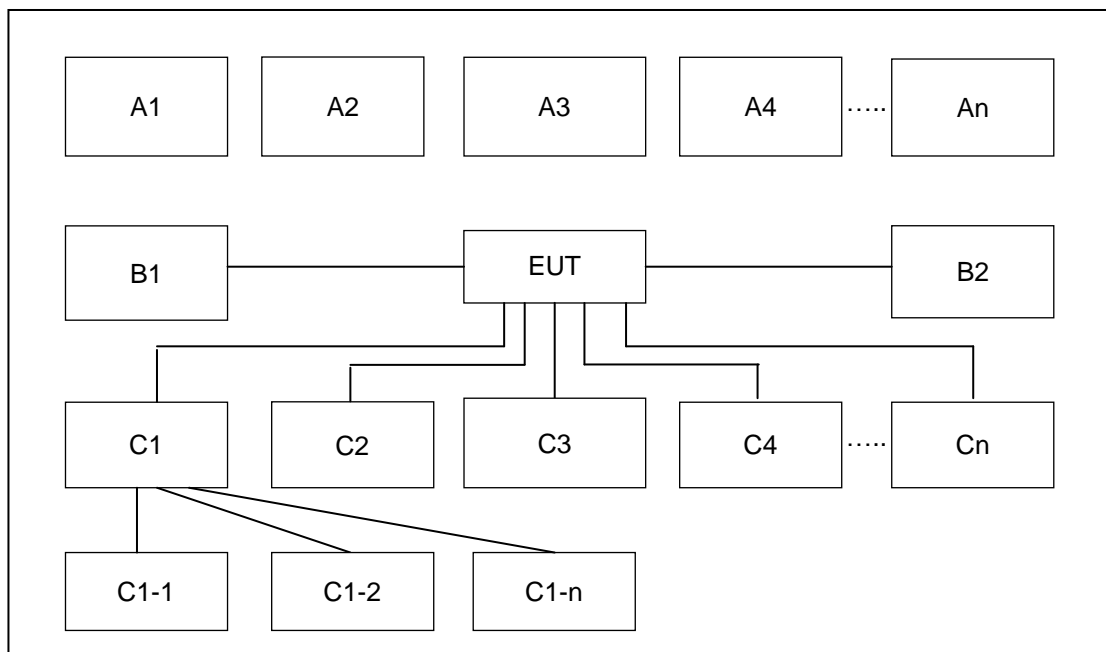 A1 A2 A3 A4 ..... An
B1 EUT B2
C1 C2 C3 C4 ..... Cn
C1-1 C1-2 C1-n